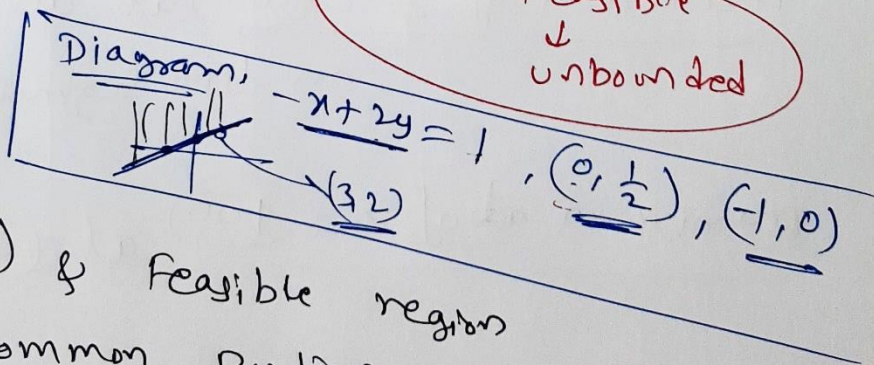 ↓
unbounded
Diagram, -x+2y = 1, (0, 1/2), (-1, 0)
(3,2)
& Feasible region